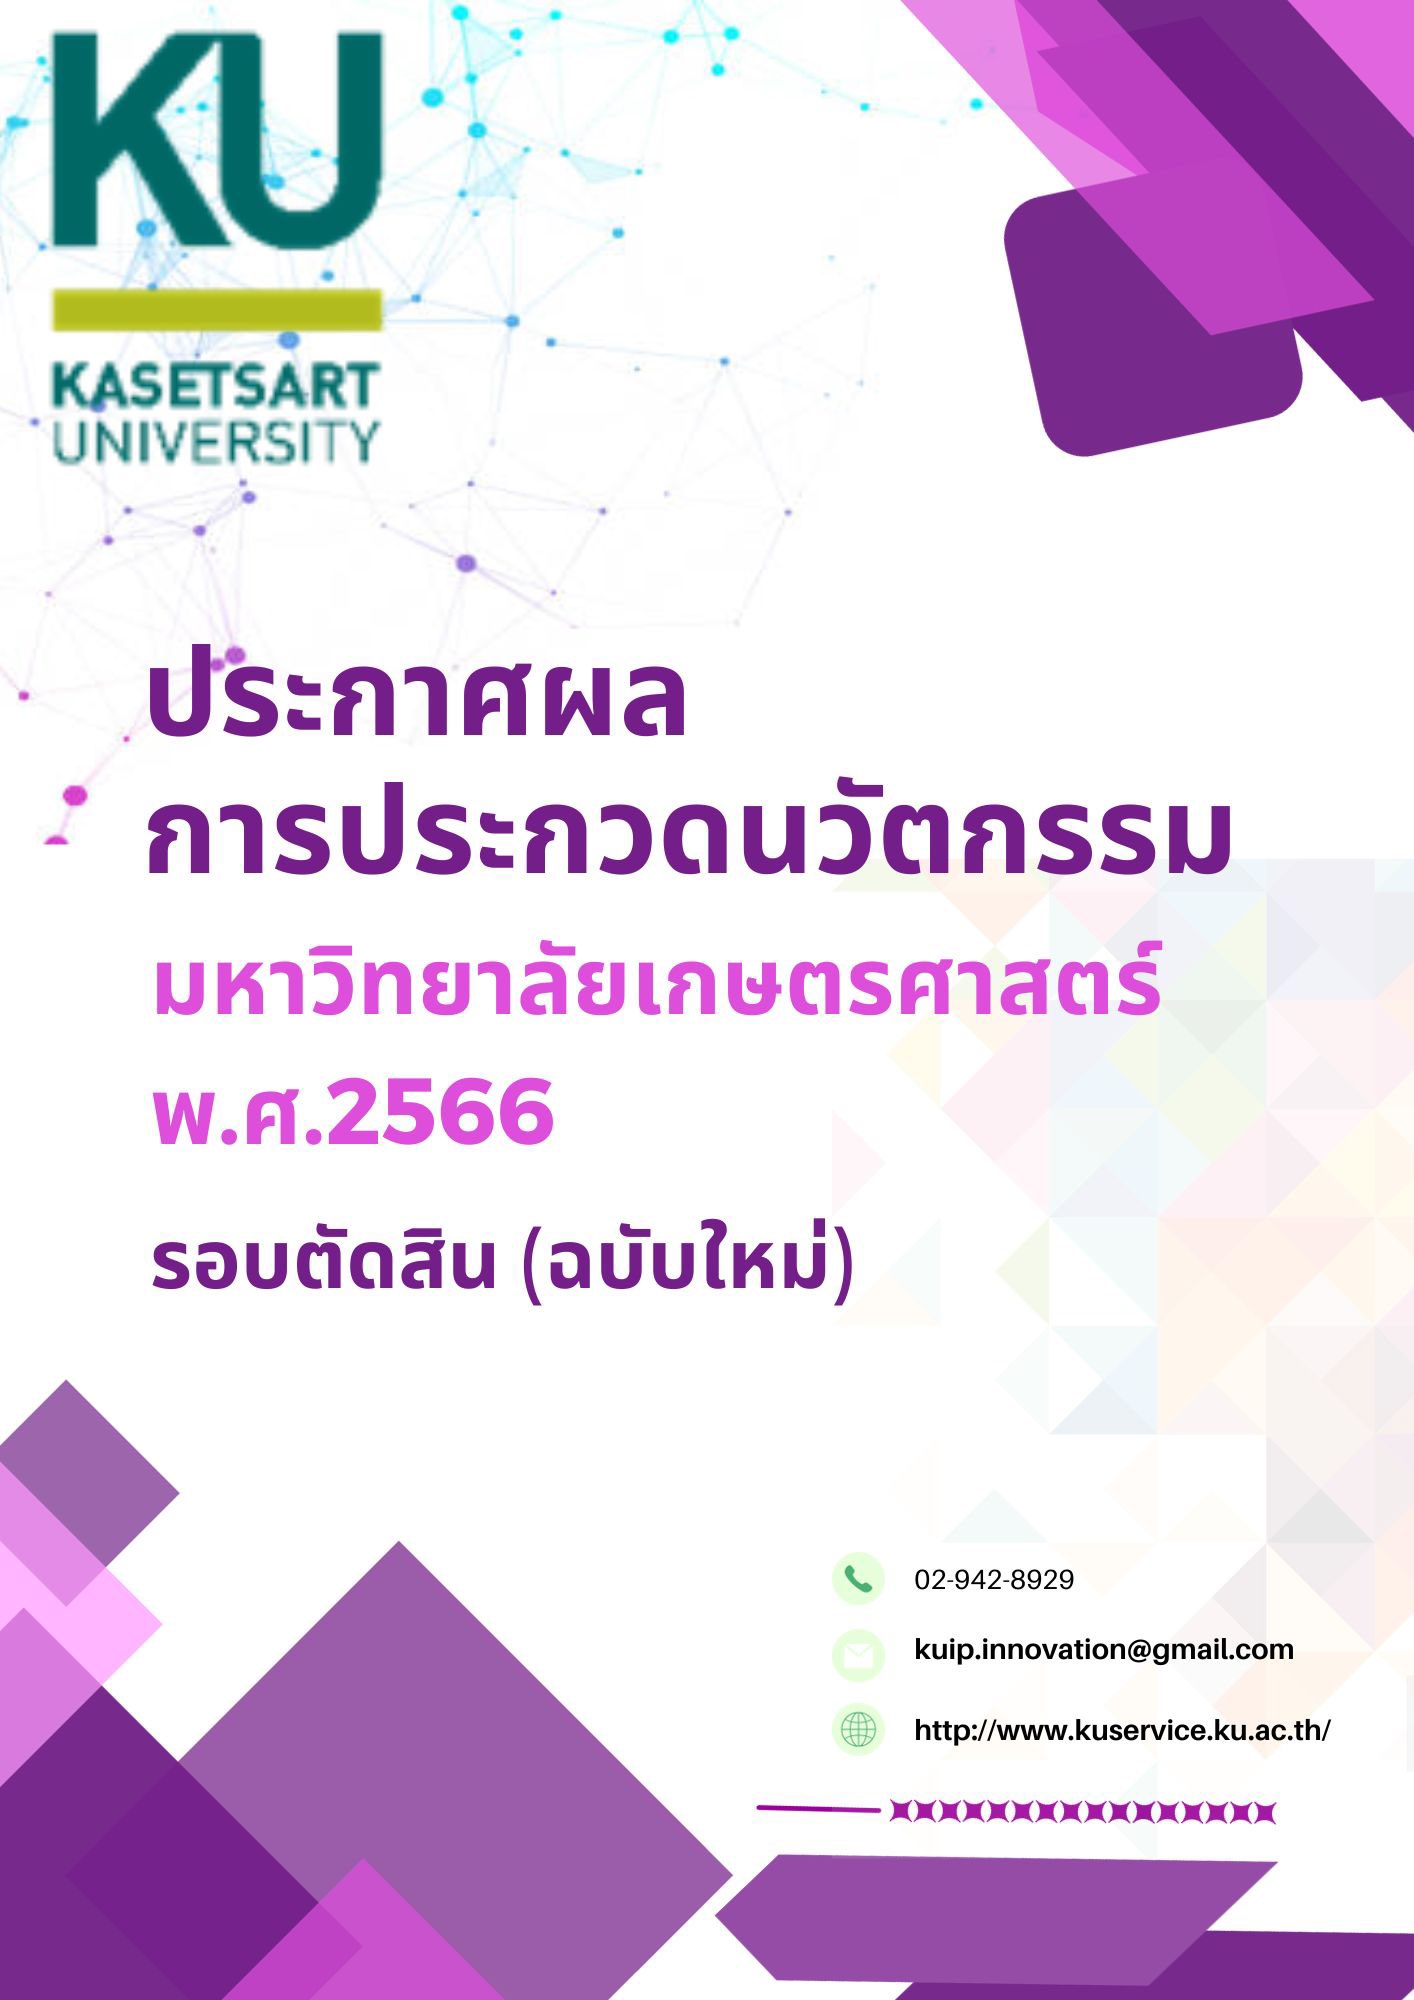 KU
KASETSART
UNIVERSITY
ประกาศผล
การประกวดนวัตกรรม
มหาวิทยาลัยเกษตรศาสตร์
พ.ศ.2566
รอบตัดสิน (ฉบับใหม่)
02-942-8929
kuip.innovation@gmail.com
http://www.kuservice.ku.ac.th/